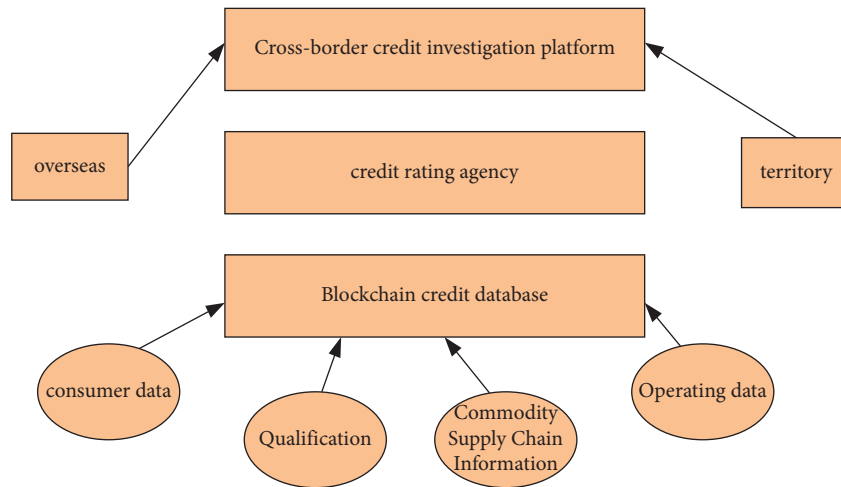 Cross-border credit investigation platform
overseas
credit rating agency
territory
Blockchain credit database
consumer data
Operating data
Qualification
Commodity
Supply Chain
Information